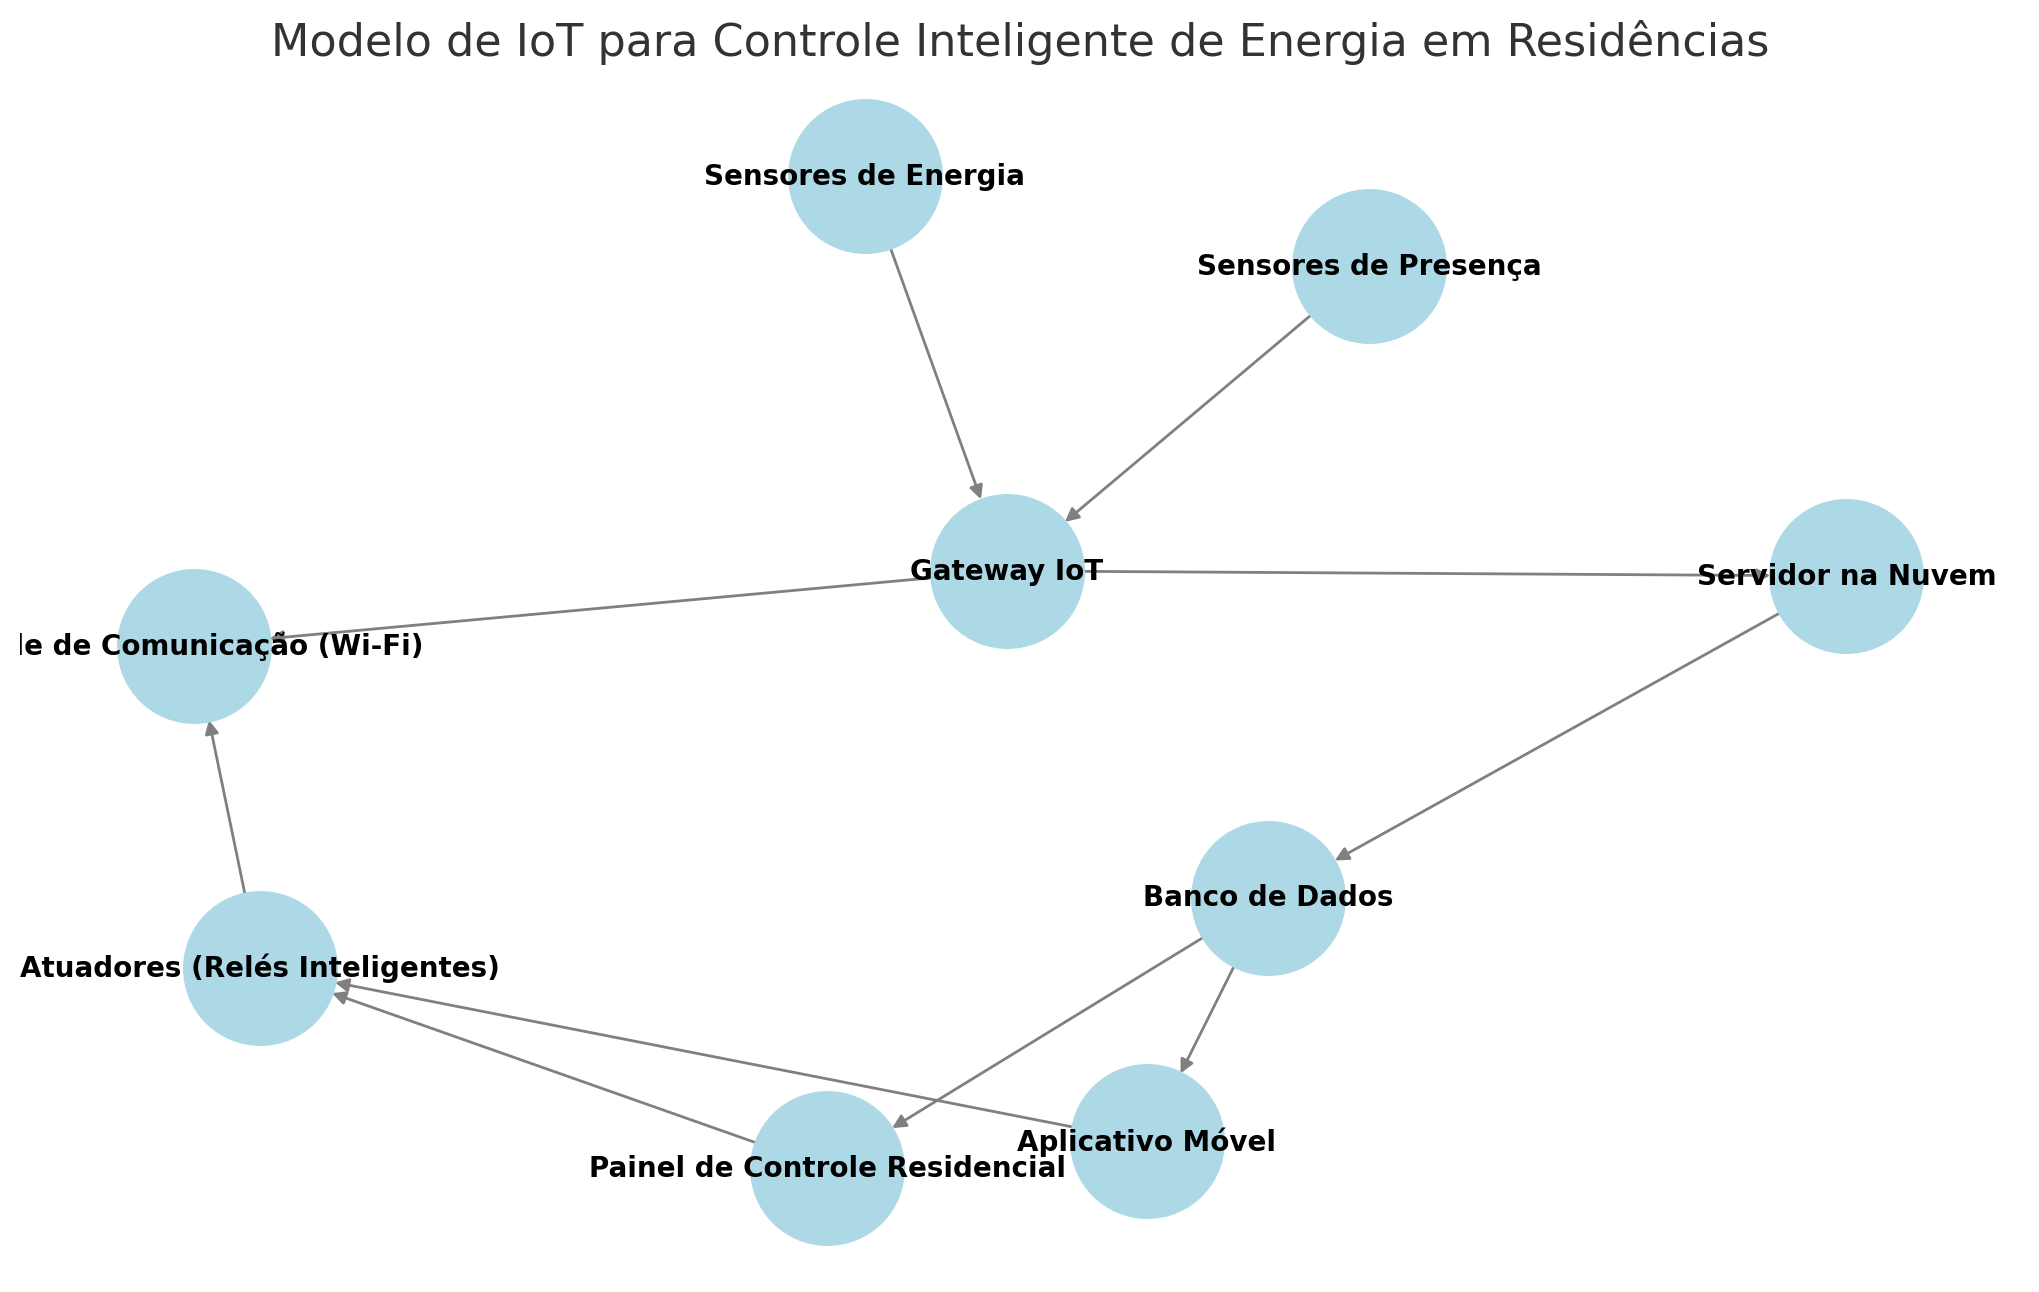 Modelo de IoT para Controle Inteligente de Energia em Residências
Sensores de Energia
Sensores de Presença
Gateway IoT
Servidor na Nuvem
de Comunicação (Wi-Fi)
Banco de Dados
Atuadores (Relés Inteligentes)
Aplicativo Móvel
Painel de Controle Residencial